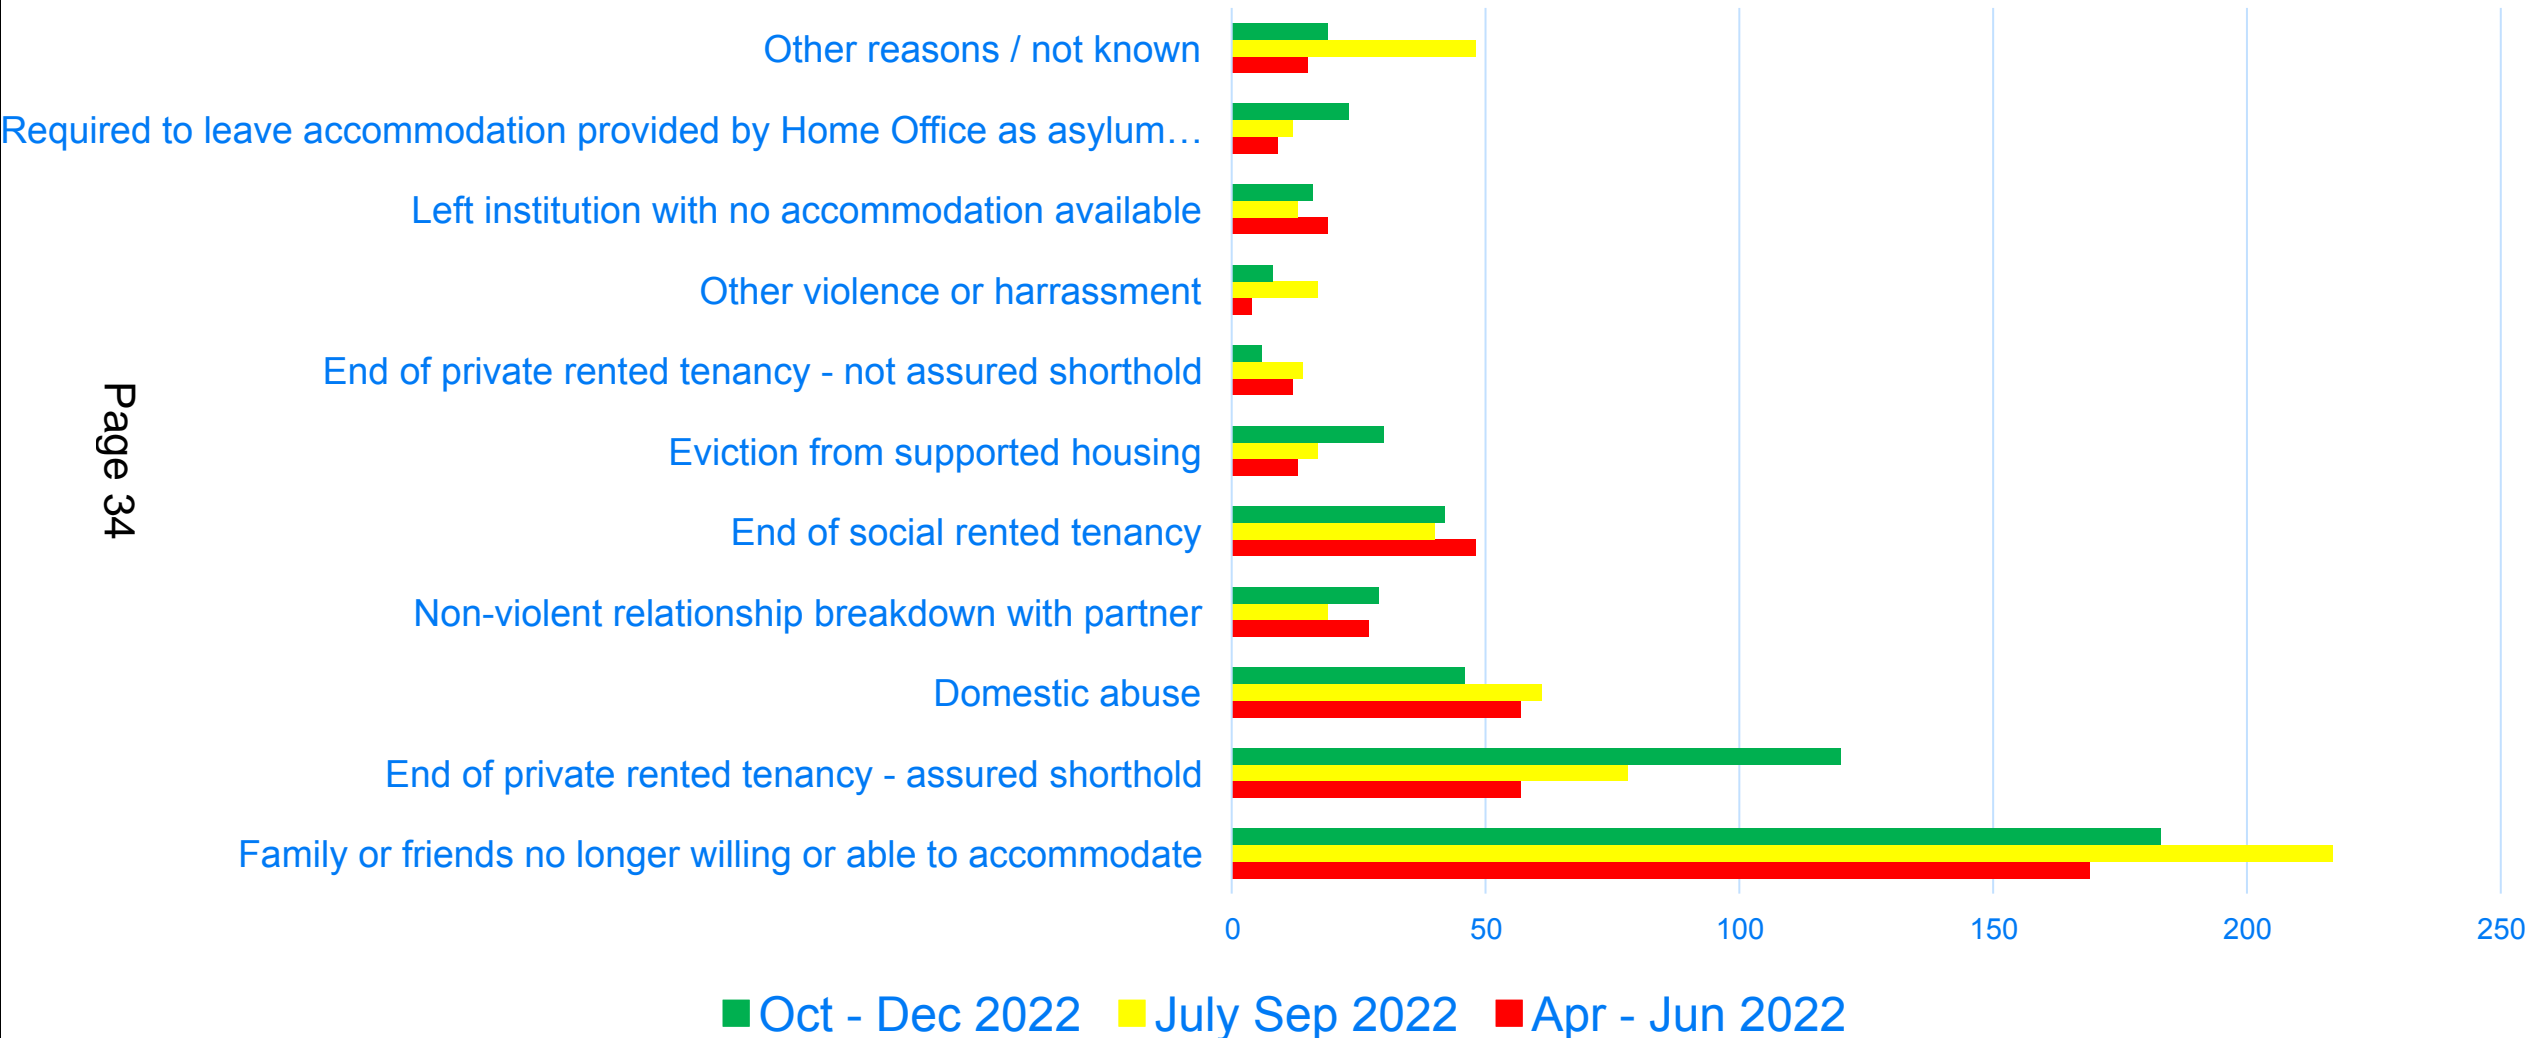 Other reasons / not known
Required to leave accommodation provided by Home Office as asylum…
Left institution with no accommodation available
Other violence or harrassment
End of private rented tenancy - not assured shorthold
Eviction from supported housing
End of social rented tenancy
Non-violent relationship breakdown with partner
Domestic abuse
End of private rented tenancy - assured shorthold
Family or friends no longer willing or able to accommodate
0 50 100 150 200 250
Oct - Dec 2022 July Sep 2022 Apr - Jun 2022
Page 34